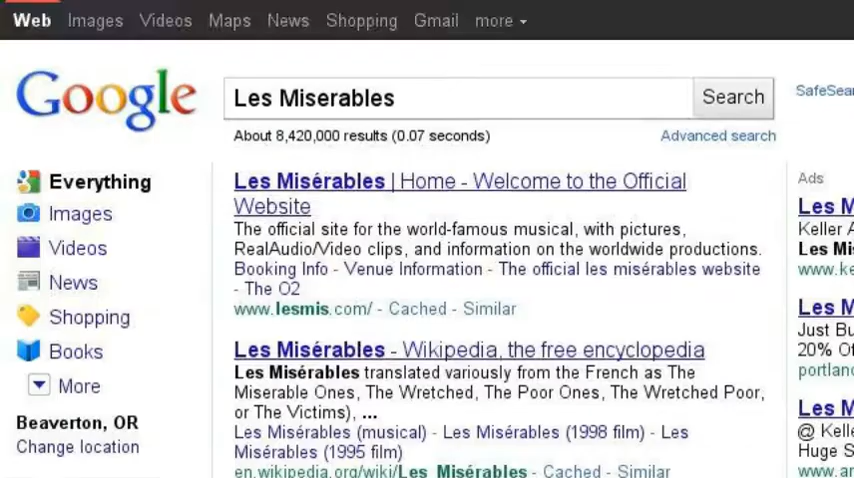 Web Images Videos Maps News Shopping Gmail more
Google
Les Miserables
Search
SafeSear
About 8,420,000 results (0.07 seconds)
Advanced search
Everything
Images
Videos
News
Shopping
Books
More
Beaverton, OR
Change location
Les Misérables | Home - Welcome to the Official
Website
The official site for the world-famous musical, with pictures,
RealAudio/Video clips, and information on the worldwide productions.
Booking Info - Venue Information - The official les misérables website
- The O2
www.lesmis.com/ - Cached - Similar
Les Misérables - Wikipedia, the free encyclopedia
Les Misérables translated variously from the French as The
Miserable Ones, The Wretched, The Poor Ones, The Wretched Poor,
or The Victims), ...
Les Misérables (musical) - Les Misérables (1998 film) - Les
Misérables (1995 film)
en.wikipedia.org/wiki/Les_Misérables - Cached - Similar
Ads
Les M
Keller A
Les Mi
www.ke
Les M
Just Bu
20% Of
portland
Les M
@ Kelle
Huge S
www.ar